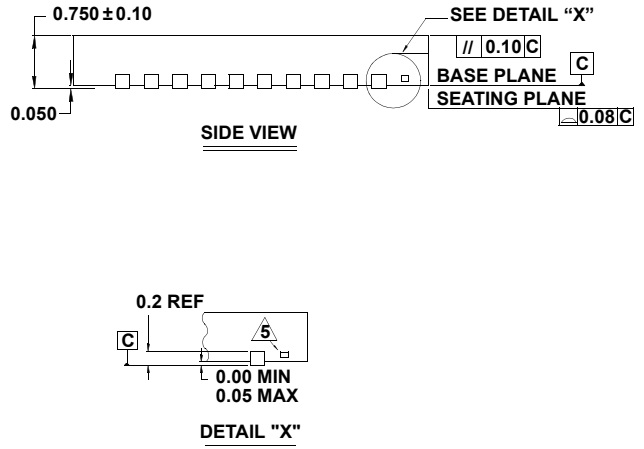 0.750 ± 0.10
SEE DETAIL “X”
// 0.10 C
C
BASE PLANE
SEATING PLANE
0.050
0.08 C
SIDE VIEW
0.2 REF
5
C
0.00 MIN
0.05 MAX
DETAIL "X"